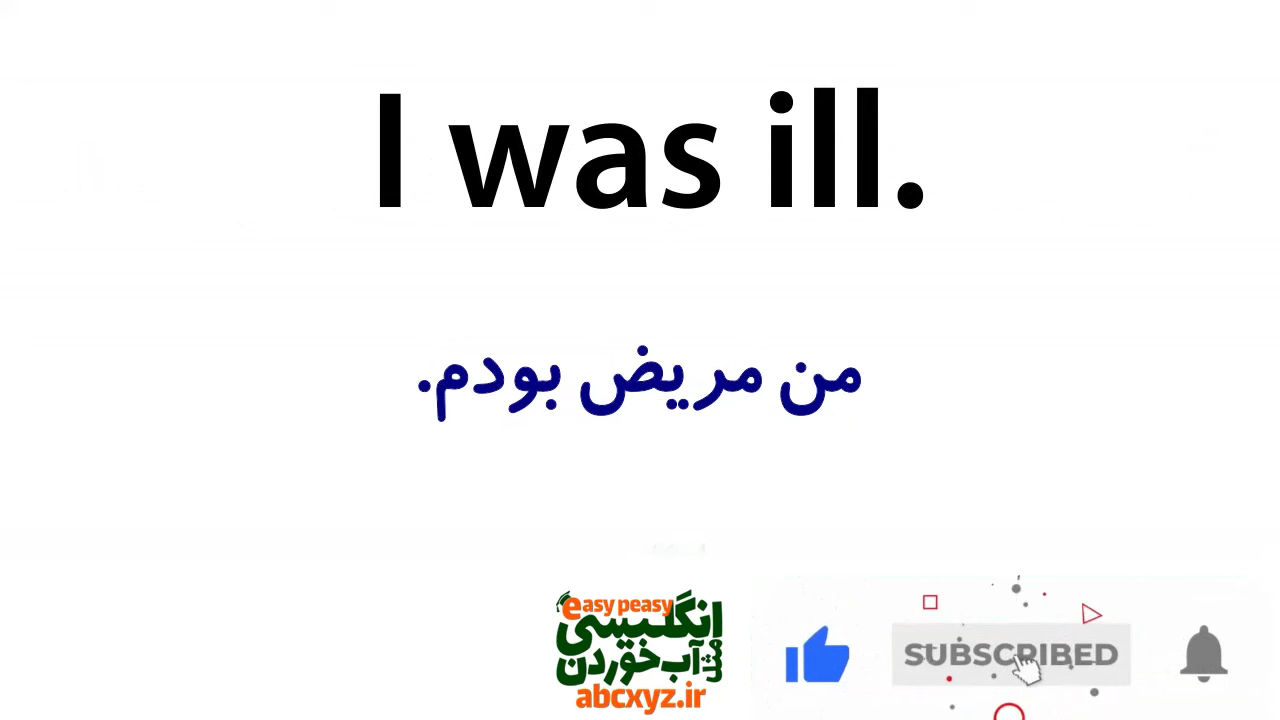 I was ill.
من مریض بودم.
easy peasy
انگلیسی
مثل
آب خوردن
abcxyz.ir
SUBSCRIBED